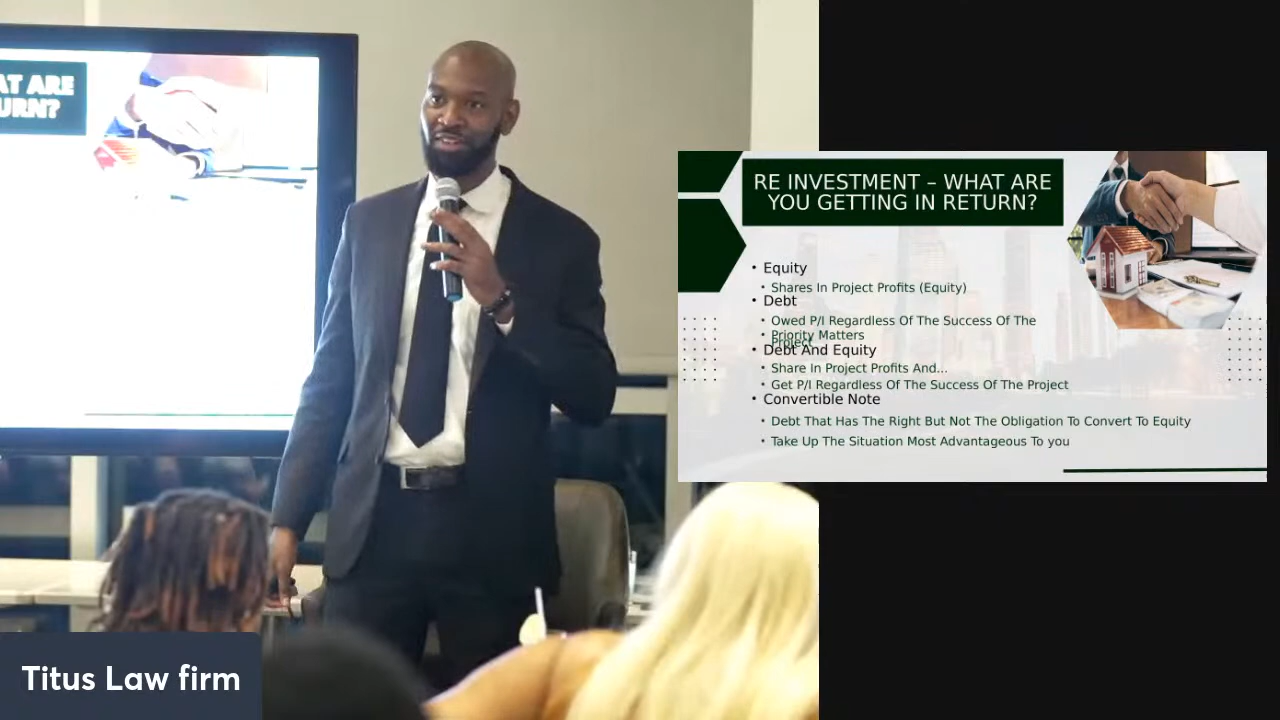 AT ARE
URN?
RE INVESTMENT – WHAT ARE
YOU GETTING IN RETURN?
• Equity
• Shares In Project Profits (Equity)
• Debt
• Owed P/I Regardless Of The Success Of The
Project
• Priority Matters
• Debt And Equity
• Share In Project Profits And...
• Get P/I Regardless Of The Success Of The Project
• Convertible Note
• Debt That Has The Right But Not The Obligation To Convert To Equity
• Take Up The Situation Most Advantageous To you
Titus Law firm